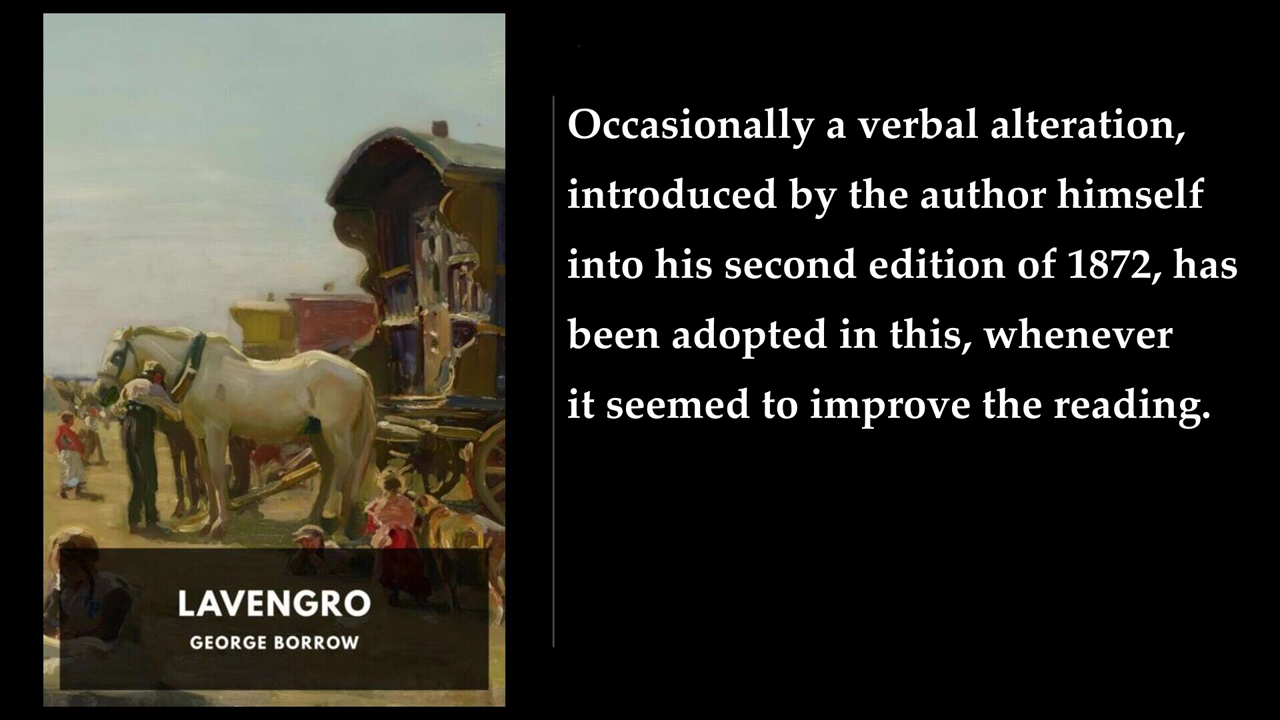 LAVENGRO
GEORGE BORROW
Occasionally a verbal alteration,
introduced by the author himself
into his second edition of 1872, has
been adopted in this, whenever
it seemed to improve the reading.